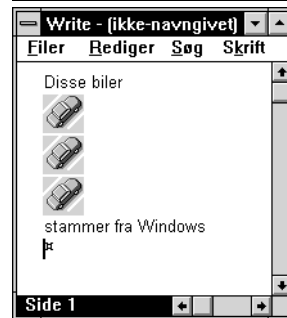 Write - (ikke-navngivet)
Filer Rediger Søg Skrift
Disse biler
stammer fra Windows
¤
Side 1